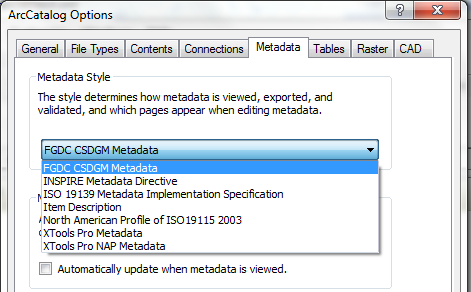 ArcCatalog Options
?
General File Types Contents Connections Metadata Tables Raster CAD
Metadata Style
The style determines how metadata is viewed, exported, and
validated, and which pages appear when editing metadata.
FGDC CSDGM Metadata
FGDC CSDGM Metadata
INSPIRE Metadata Directive
ISO 19139 Metadata Implementation Specification
Item Description
North American Profile of ISO19115 2003
XTools Pro Metadata
XTools Pro NAP Metadata
Automatically update when metadata is viewed.